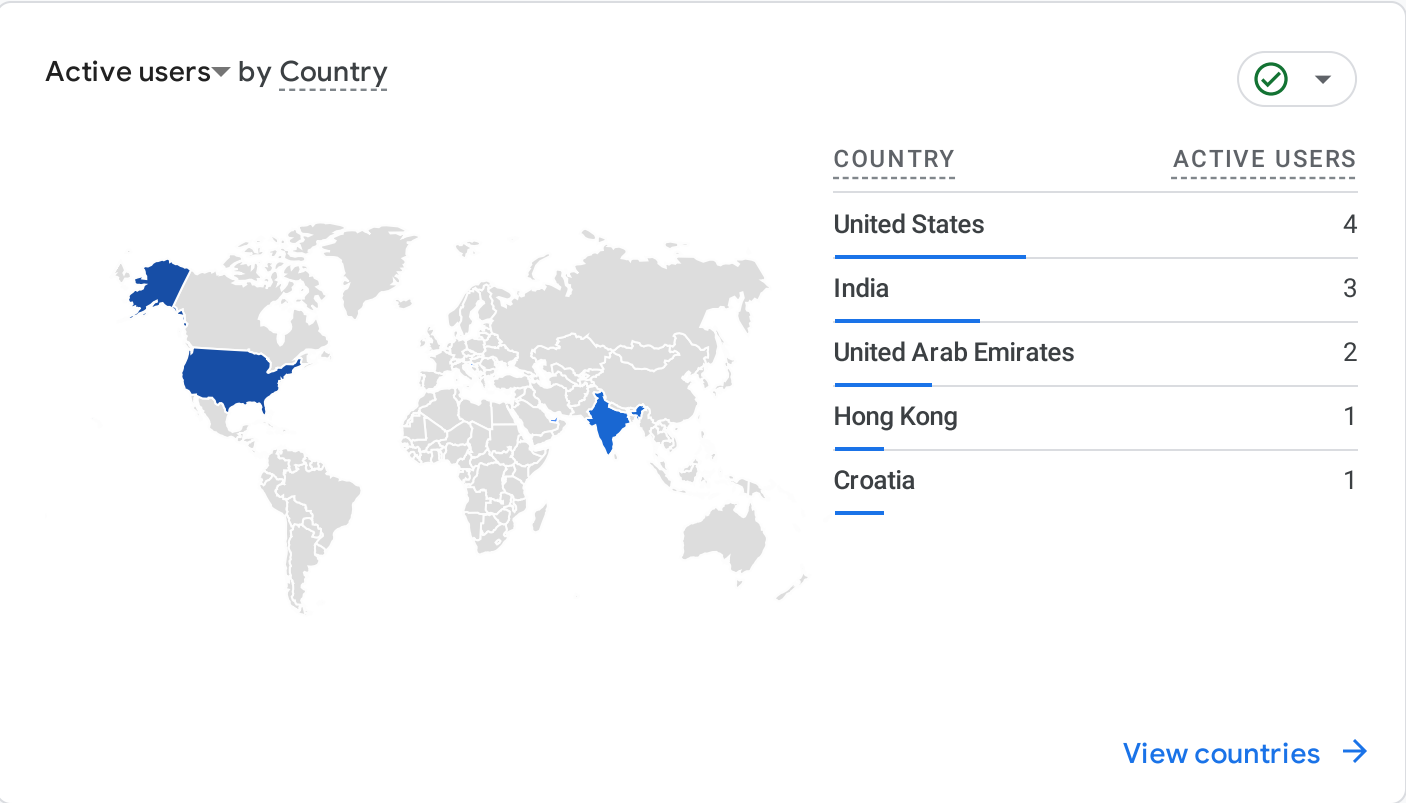 Active users by Country
COUNTRY ACTIVE USERS
United States 4
India 3
United Arab Emirates 2
Hong Kong 1
Croatia 1
View countries